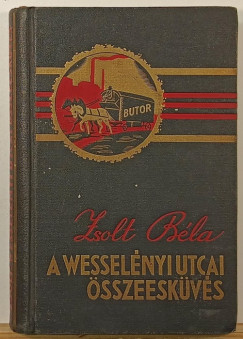 BUTOR
Zsolt Béla
A WESSELÉNYI UTCAI
ÖSSZEESKÜVÉS